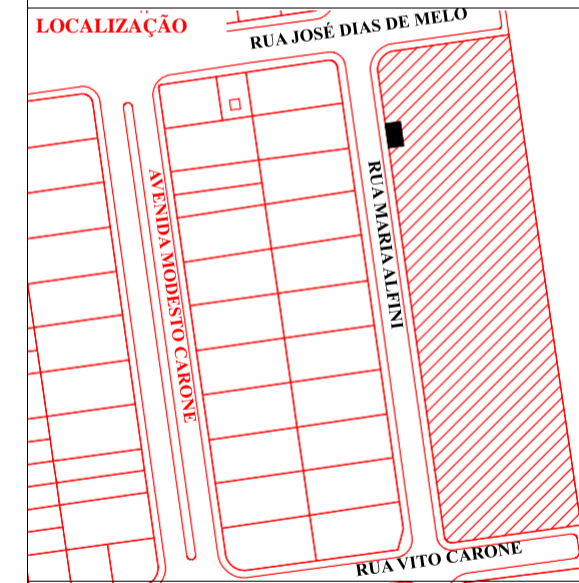 LOCALIZAÇÃO
RUA JOSÉ DIAS DE MELO
AVENIDA MODESTO CARONE
RUA MARIA ALFINI
RUA VITO CARONE